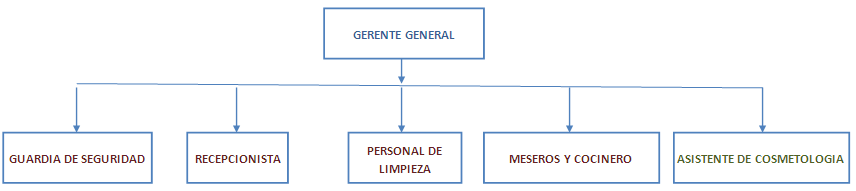 GERENTE GENERAL
GUARDIA DE SEGURIDAD
RECEPCIONISTA
PERSONAL DE
LIMPIEZA
MESEROS Y COCINERO
ASISTENTE DE COSMETOLOGIA